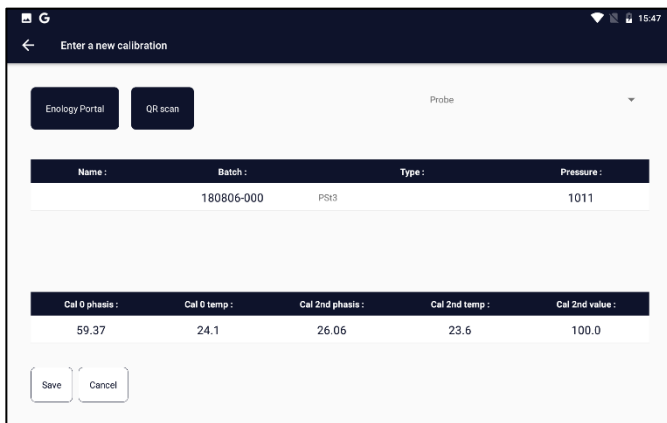 G 15:47
Enter a new calibration
Enology Portal QR scan Probe
Name : Batch : Type : Pressure :
180806-000 PSt3 1011
Cal 0 phasis : Cal 0 temp : Cal 2nd phasis : Cal 2nd temp : Cal 2nd value :
59.37 24.1 26.06 23.6 100.0
Save Cancel